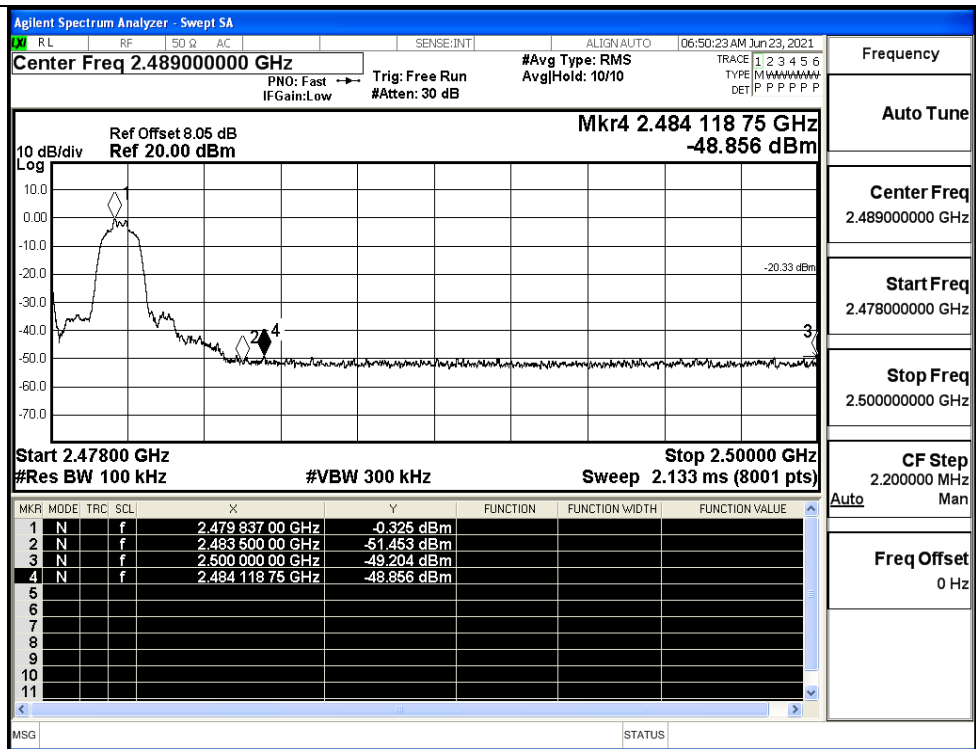 Agilent Spectrum Analyzer - Swept SA
LXI RL RF 50 Ω AC SENSE:INT ALIGN AUTO 06:50:23 AM Jun 23, 2021
Center Freq 2.489000000 GHz
PNO: Fast
IFGain:Low
Trig: Free Run
#Atten: 30 dB
#Avg Type: RMS
Avg|Hold: 10/10
TRACE 1 2 3 4 5 6
TYPE M WWWWW
DET P P P P P P
Ref Offset 8.05 dB
10 dB/div Ref 20.00 dBm
Log
Mkr4 2.484 118 75 GHz
-48.856 dBm
10.0
0.00
-10.0
-20.0
-30.0
-40.0
-50.0
-60.0
-70.0
1
2
4
3
-20.33 dBm
Start 2.47800 GHz Stop 2.50000 GHz
#Res BW 100 kHz #VBW 300 kHz Sweep 2.133 ms (8001 pts)
MKR MODE TRC SCL X Y FUNCTION FUNCTION WIDTH FUNCTION VALUE
1 N f 2.479 837 00 GHz -0.325 dBm
2 N f 2.483 500 00 GHz -51.453 dBm
3 N f 2.500 000 00 GHz -49.204 dBm
4 N f 2.484 118 75 GHz -48.856 dBm
5
6
7
8
9
10
11
MSG STATUS
Frequency
Auto Tune
Center Freq
2.489000000 GHz
Start Freq
2.478000000 GHz
Stop Freq
2.500000000 GHz
CF Step
2.200000 MHz
Auto Man
Freq Offset
0 Hz